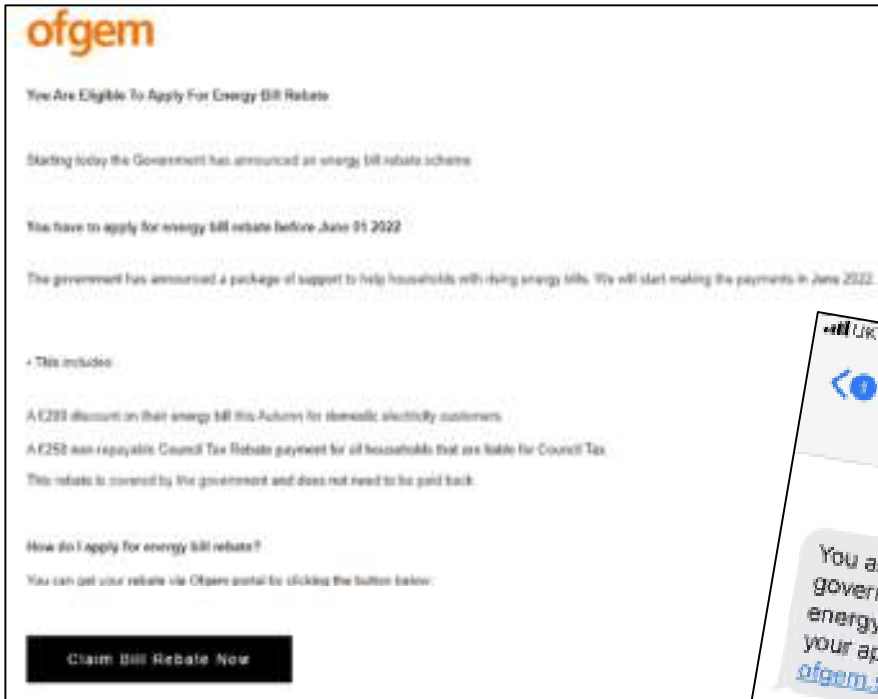 ofgem
You Are Eligible To Apply For Energy Bill Rebate
Starting today the Government has announced an energy bill rebate scheme
You have to apply for energy bill rebate before June 01 2022
The government has announced a package of support to help households with rising energy bills. We will start making the payments in June 2022.
• This includes
A £200 discount on their energy bill this Autumn for domestic electricity customers
A £250 non-repayable Council Tax Rebate payment for all households that are liable for Council Tax
This rebate is covered by the government and does not need to be paid back
How do I apply for energy bill rebate?
You can get your rebate via Ofgem portal by clicking the button below:
Claim Bill Rebate Now
UK
You a
govern
energy
your ap
ofgem.s